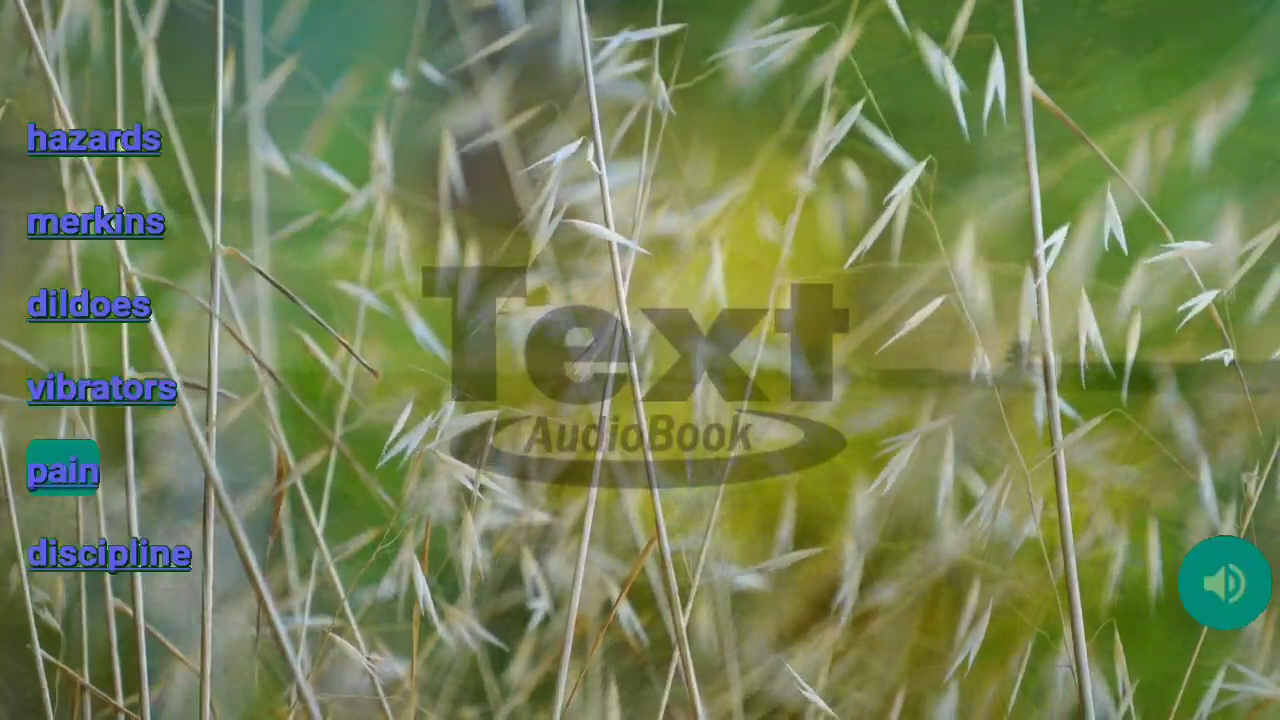 hazards
merkins
dildoes
vibrators
pain
discipline
Text
AudioBook